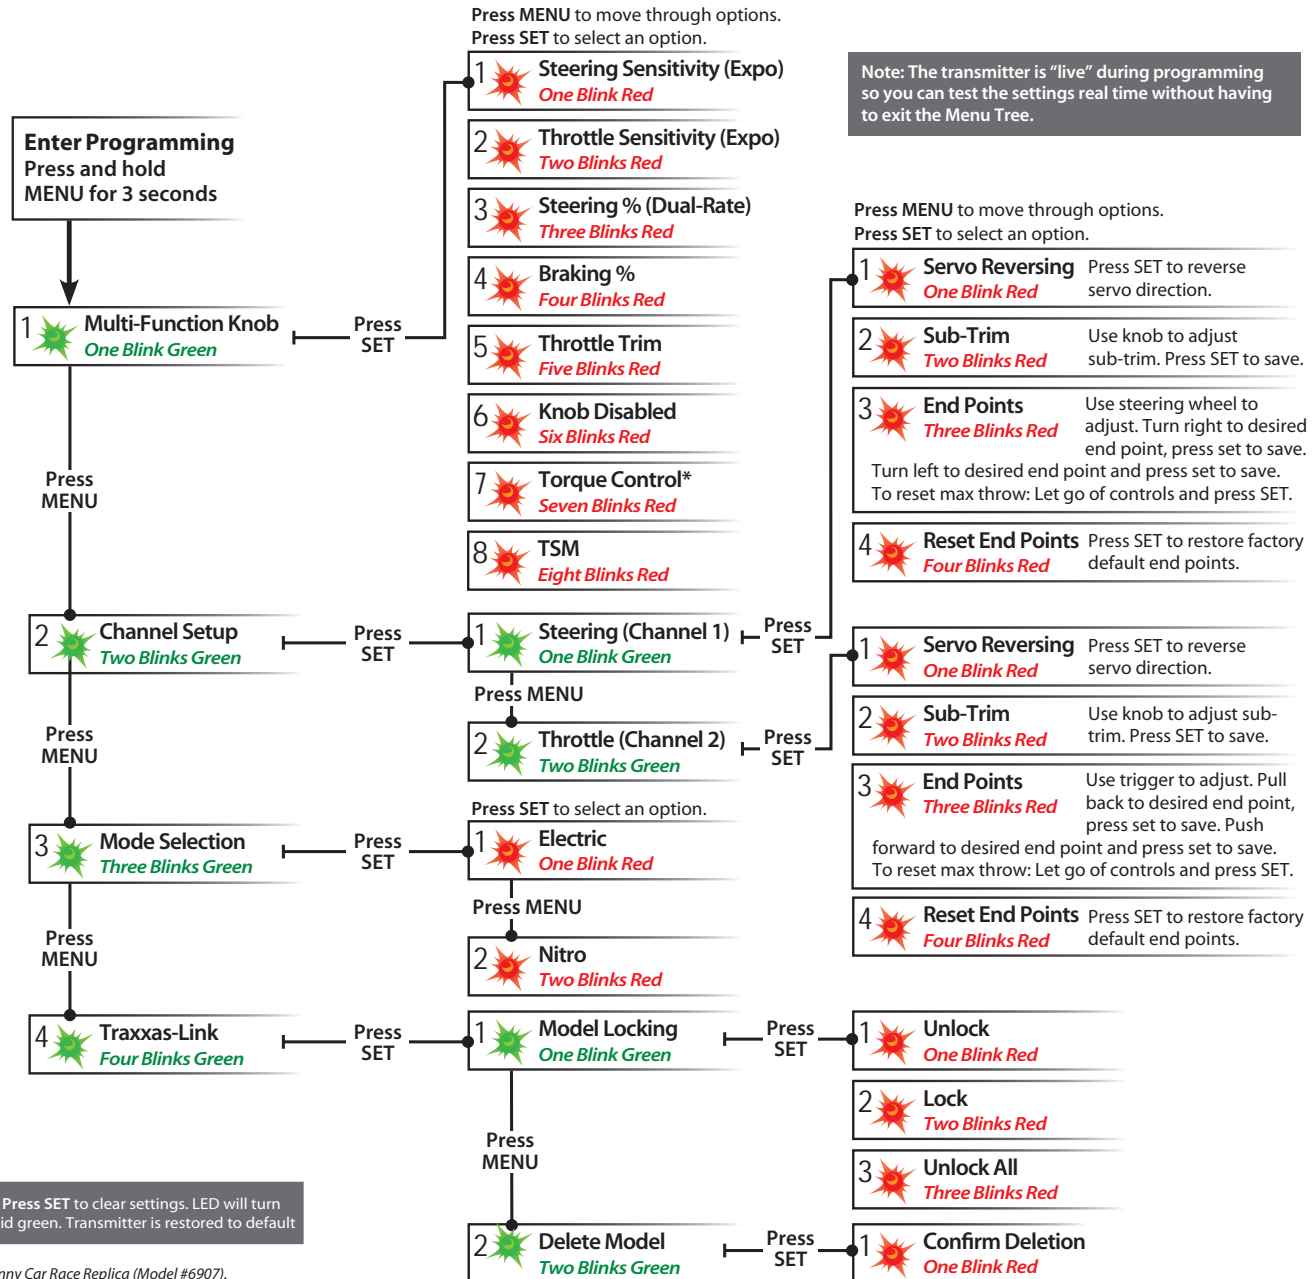 Press MENU to move through options.
Press SET to select an option.
1 Steering Sensitivity (Expo)
One Blink Red
2 Throttle Sensitivity (Expo)
Two Blinks Red
3 Steering % (Dual-Rate)
Three Blinks Red
4 Braking %
Four Blinks Red
5 Throttle Trim
Five Blinks Red
6 Knob Disabled
Six Blinks Red
7 Torque Control*
Seven Blinks Red
8 TSM
Eight Blinks Red
Note: The transmitter is “live” during programming
so you can test the settings real time without having
to exit the Menu Tree.
Enter Programming
Press and hold
MENU for 3 seconds
1 Multi-Function Knob
One Blink Green
Press
SET
Press
MENU
2 Channel Setup
Two Blinks Green
Press
SET
1 Steering (Channel 1)
One Blink Green
Press
SET
Press MENU
2 Throttle (Channel 2)
Two Blinks Green
Press
SET
Press MENU to move through options.
Press SET to select an option.
1 Servo Reversing
One Blink Red
Press SET to reverse
servo direction.
2 Sub-Trim
Two Blinks Red
Use knob to adjust
sub-trim. Press SET to save.
3 End Points
Three Blinks Red
Use steering wheel to
adjust. Turn right to desired
end point, press set to save.
Turn left to desired end point and press set to save.
To reset max throw: Let go of controls and press SET.
4 Reset End Points
Four Blinks Red
Press SET to restore factory
default end points.
1 Servo Reversing
One Blink Red
Press SET to reverse
servo direction.
2 Sub-Trim
Two Blinks Red
Use knob to adjust sub-
trim. Press SET to save.
3 End Points
Three Blinks Red
Use trigger to adjust. Pull
back to desired end point,
press set to save. Push
forward to desired end point and press set to save.
To reset max throw: Let go of controls and press SET.
4 Reset End Points
Four Blinks Red
Press SET to restore factory
default end points.
Press
MENU
3 Mode Selection
Three Blinks Green
Press
SET
Press SET to select an option.
1 Electric
One Blink Red
Press MENU
2 Nitro
Two Blinks Red
Press
MENU
4 Traxxas-Link
Four Blinks Green
Press
SET
1 Model Locking
One Blink Green
Press
SET
1 Unlock
One Blink Red
2 Lock
Two Blinks Red
3 Unlock All
Three Blinks Red
Press
MENU
2 Delete Model
Two Blinks Green
Press
SET
1 Confirm Deletion
One Blink Red
Press SET to clear settings. LED will turn
id green. Transmitter is restored to default
nny Car Race Replica (Model #6907).